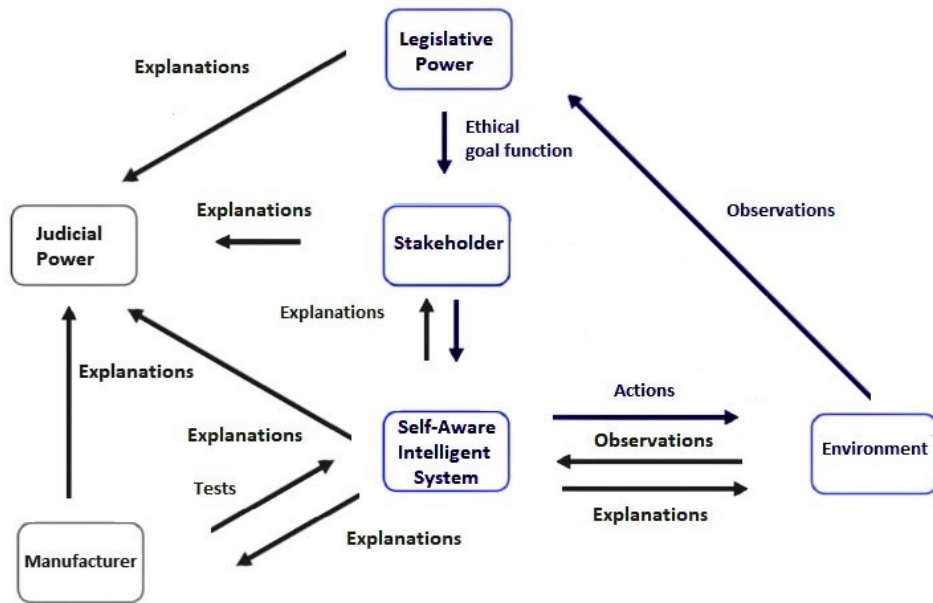 Legislative
Power
Explanations
Ethical
goal function
Observations
Explanations
Judicial
Power
Stakeholder
Explanations
Explanations
Actions
Explanations
Self-Aware
Intelligent
System
Observations
Environment
Tests
Explanations
Explanations
Manufacturer